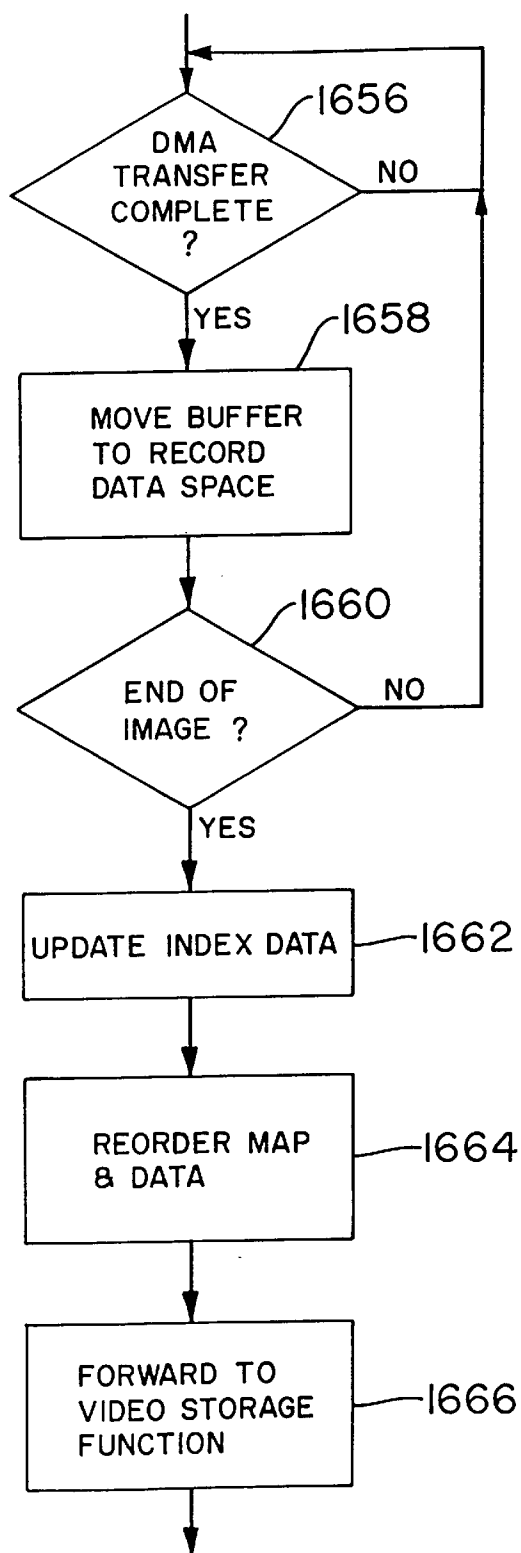 1656
DMA
TRANSFER
COMPLETE
?
NO
YES
1658
MOVE BUFFER
TO RECORD
DATA SPACE
1660
END OF
IMAGE ?
NO
YES
UPDATE INDEX DATA
1662
REORDER MAP
& DATA
1664
FORWARD TO
VIDEO STORAGE
FUNCTION
1666